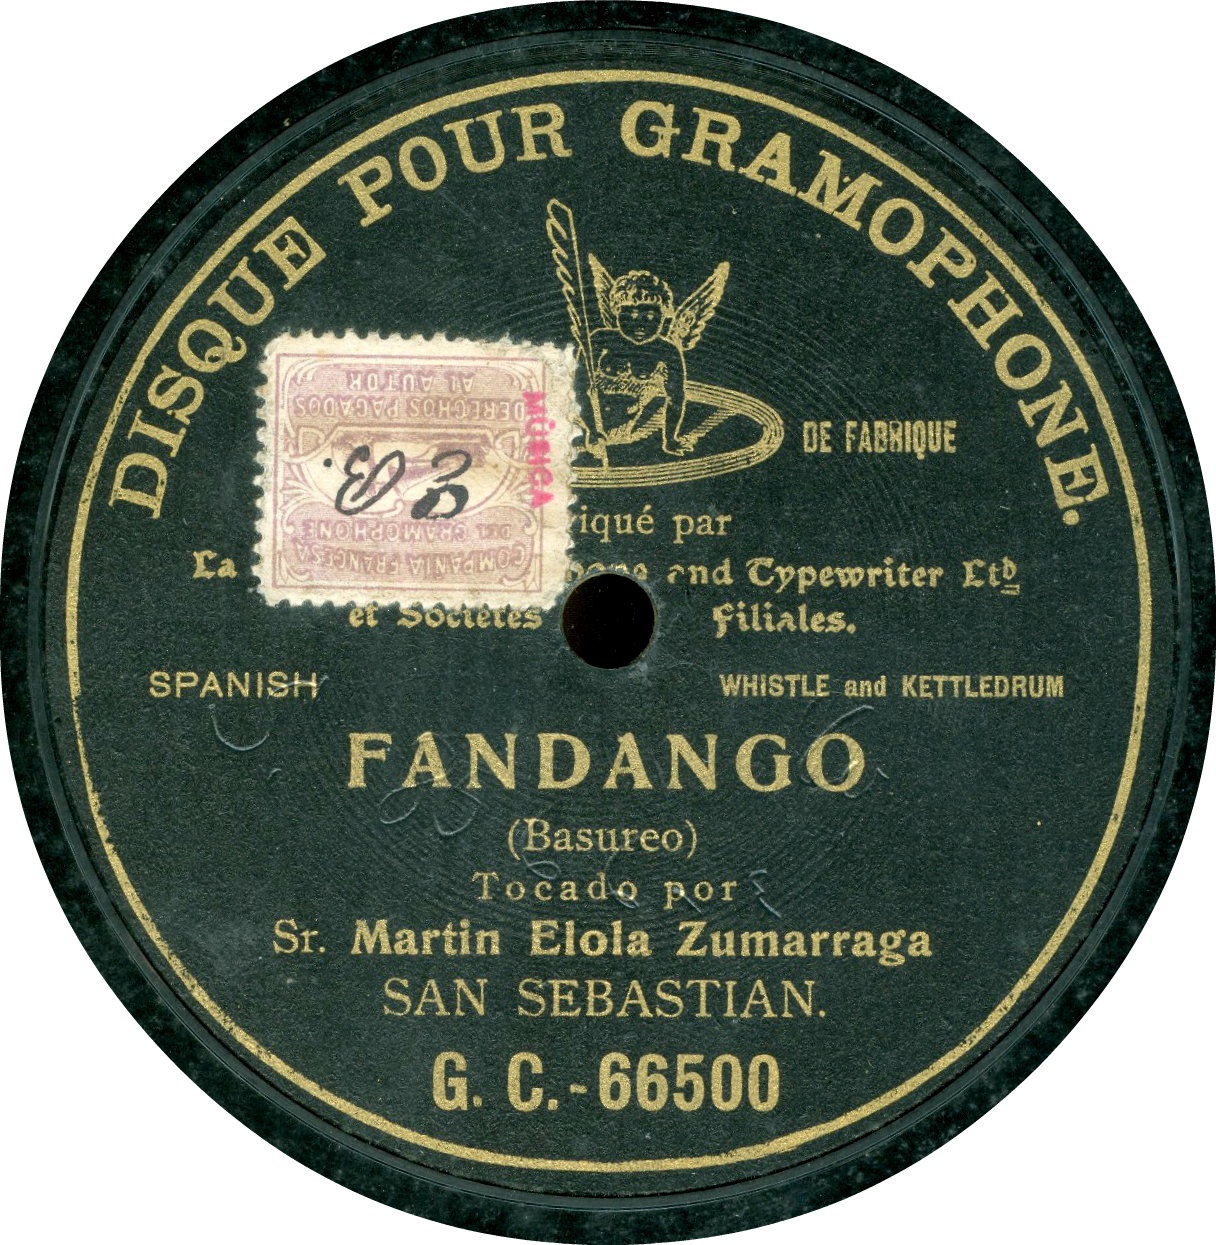 DISQUE POUR GRAMOPHONE.
DE FABRIQUE
AL AUTOR
DERECHOS PAGADOS
DEL GRAMOPHONE
COMPAÑIA FRANCESA
MÚSICA
iqué par
La and Typewriter Ltd
et Sociétés Filiales.
SPANISH
WHISTLE and KETTLEDRUM
FANDANGO
(Basureo)
Tocado por
Sr. Martin Elola Zumarraga
SAN SEBASTIAN.
G. C.-66500